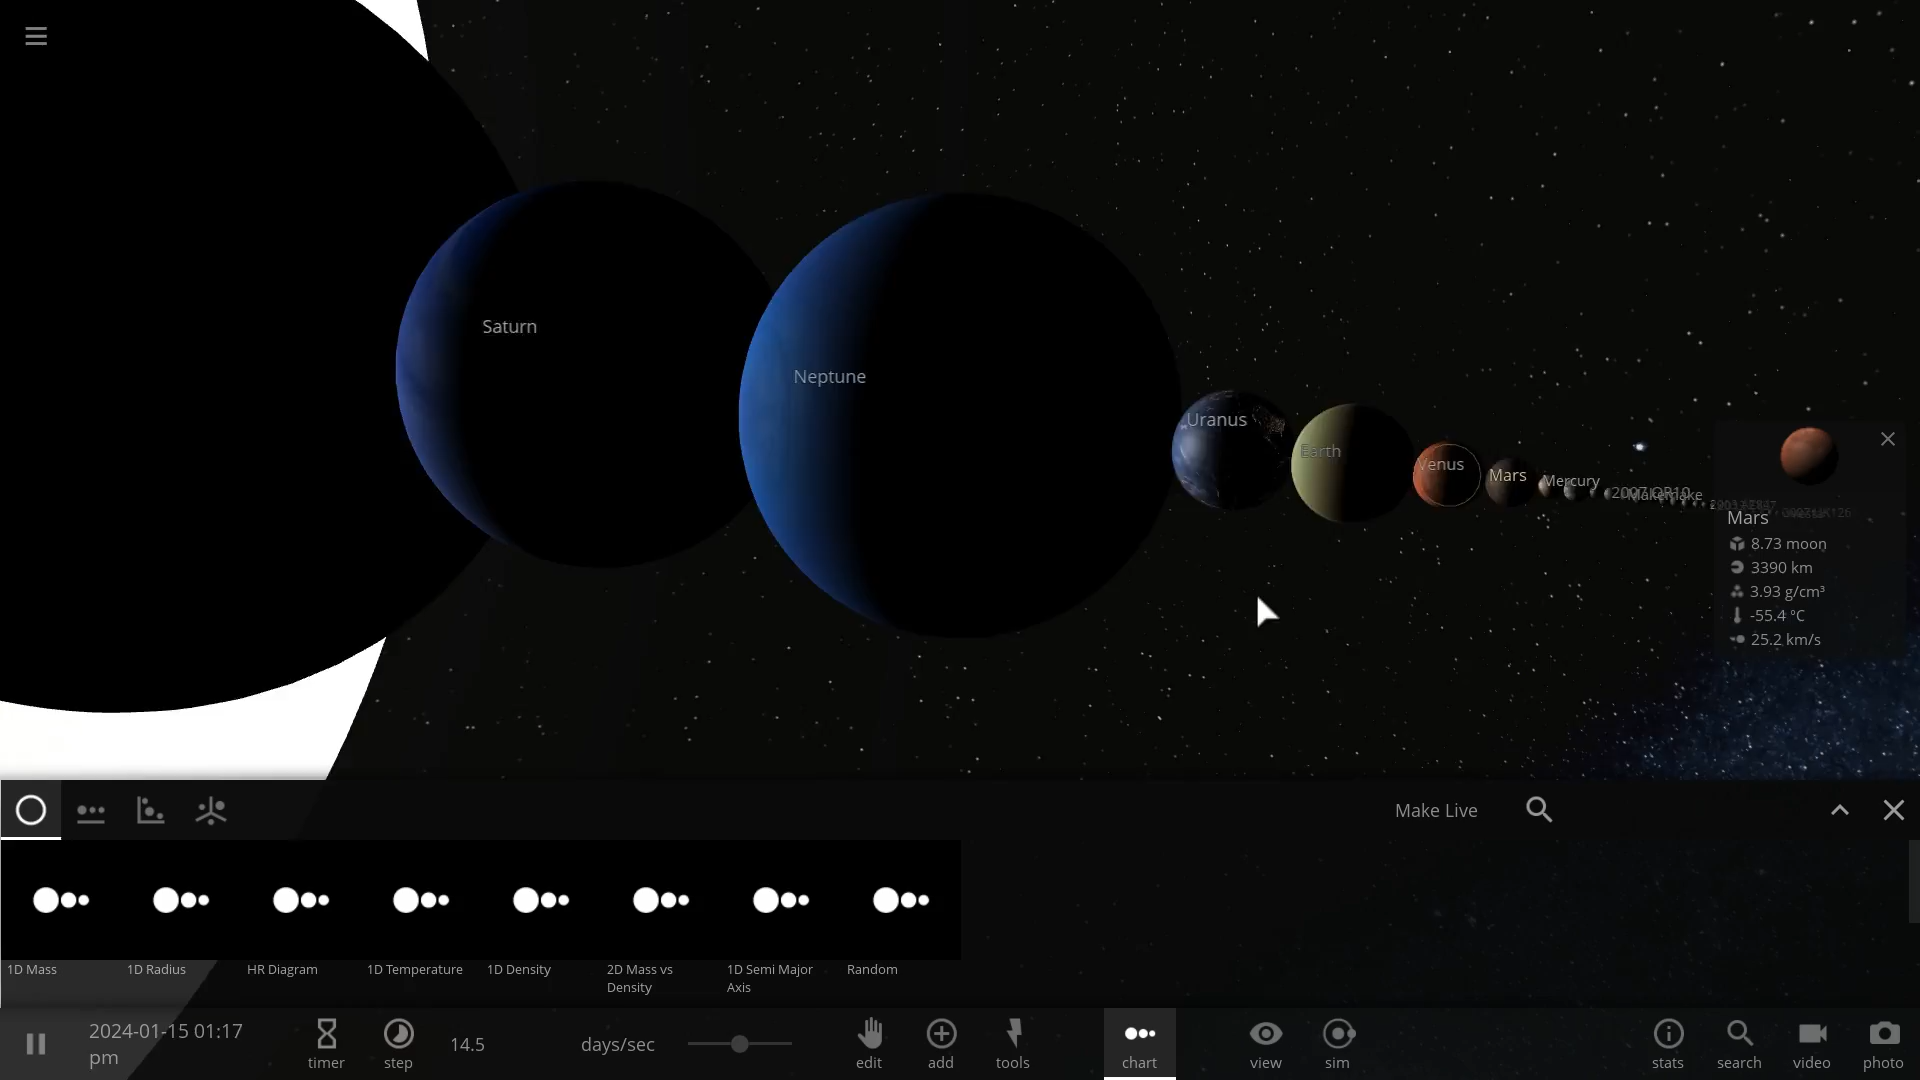 Saturn
Neptune
Uranus
Earth
Venus
Mars
Mercury
2007 OR10
Makemake
Mars
8.73 moon
3390 km
3.93 g/cm³
-55.4 °C
25.2 km/s
Make Live
1D Mass
1D Radius
HR Diagram
1D Temperature
1D Density
2D Mass vs
Density
1D Semi Major
Axis
Random
2024-01-15 01:17
pm
timer
step
14.5
days/sec
edit
add
tools
chart
view
sim
stats
search
video
photo